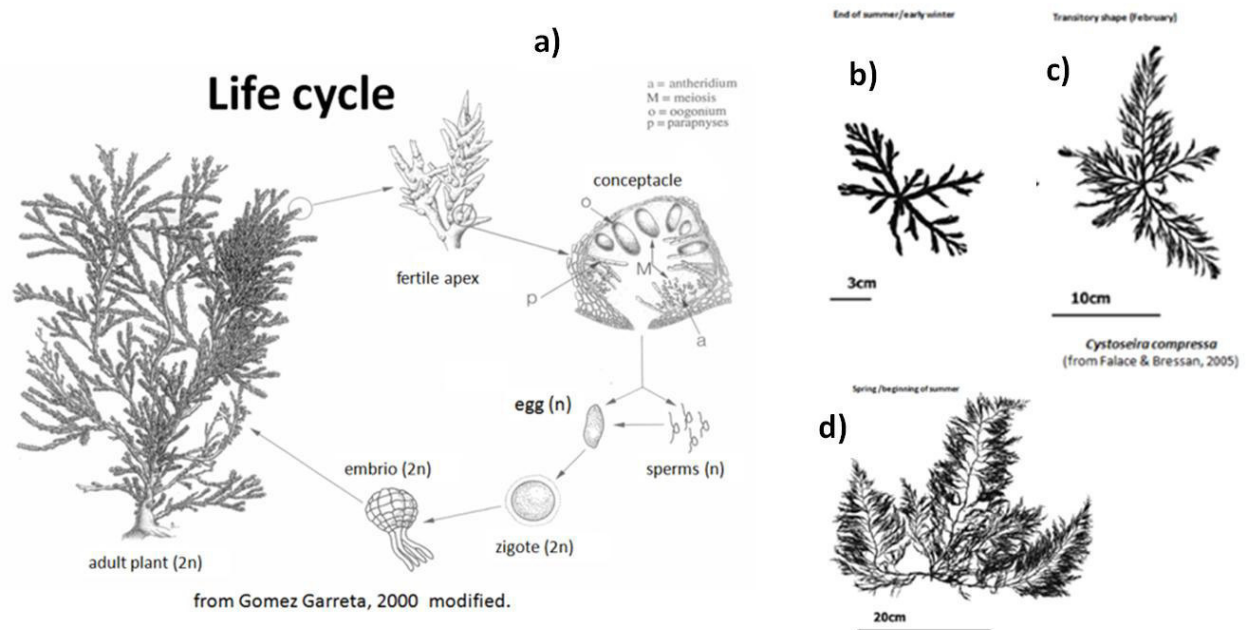 a)
Life cycle
a = antheridium
M = meiosis
o = oogonium
p = parapnyses
conceptacle
o
fertile apex
M
p
a
egg (n)
sperms (n)
embrio (2n)
zigote (2n)
adult plant (2n)
from Gomez Garreta, 2000 modified.
End of summer/early winter
b)
3cm
Transitory shape (February)
c)
10cm
Cystoseira compressa
(from Falace & Bressan, 2005)
Spring/beginning of summer
d)
20cm